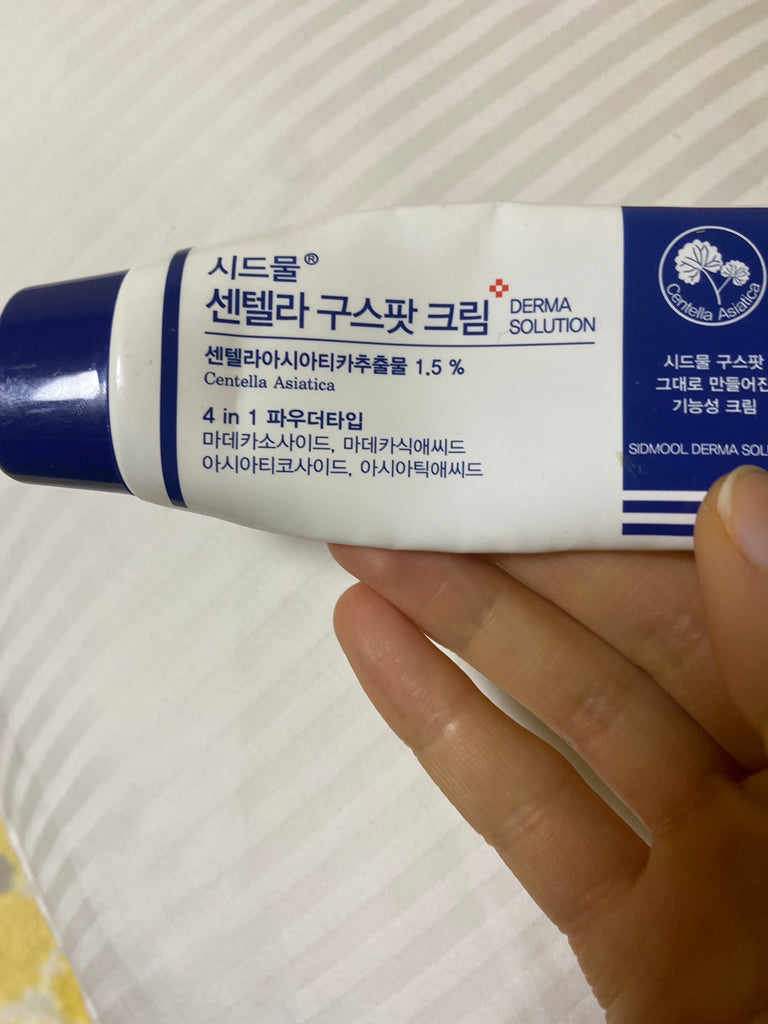 시드물®
센텔라 구스팟 크림
DERMA
SOLUTION
센텔라아시아티카추출물 1.5 %
Centella Asiatica
4 in 1 파우더타입
마데카소사이드, 마데카식애씨드
아시아티코사이드, 아시아틱애씨드
Centella Asiatica
시드물 구스팟
그대로 만들어진
기능성 크림
SIDMOOL DERMA